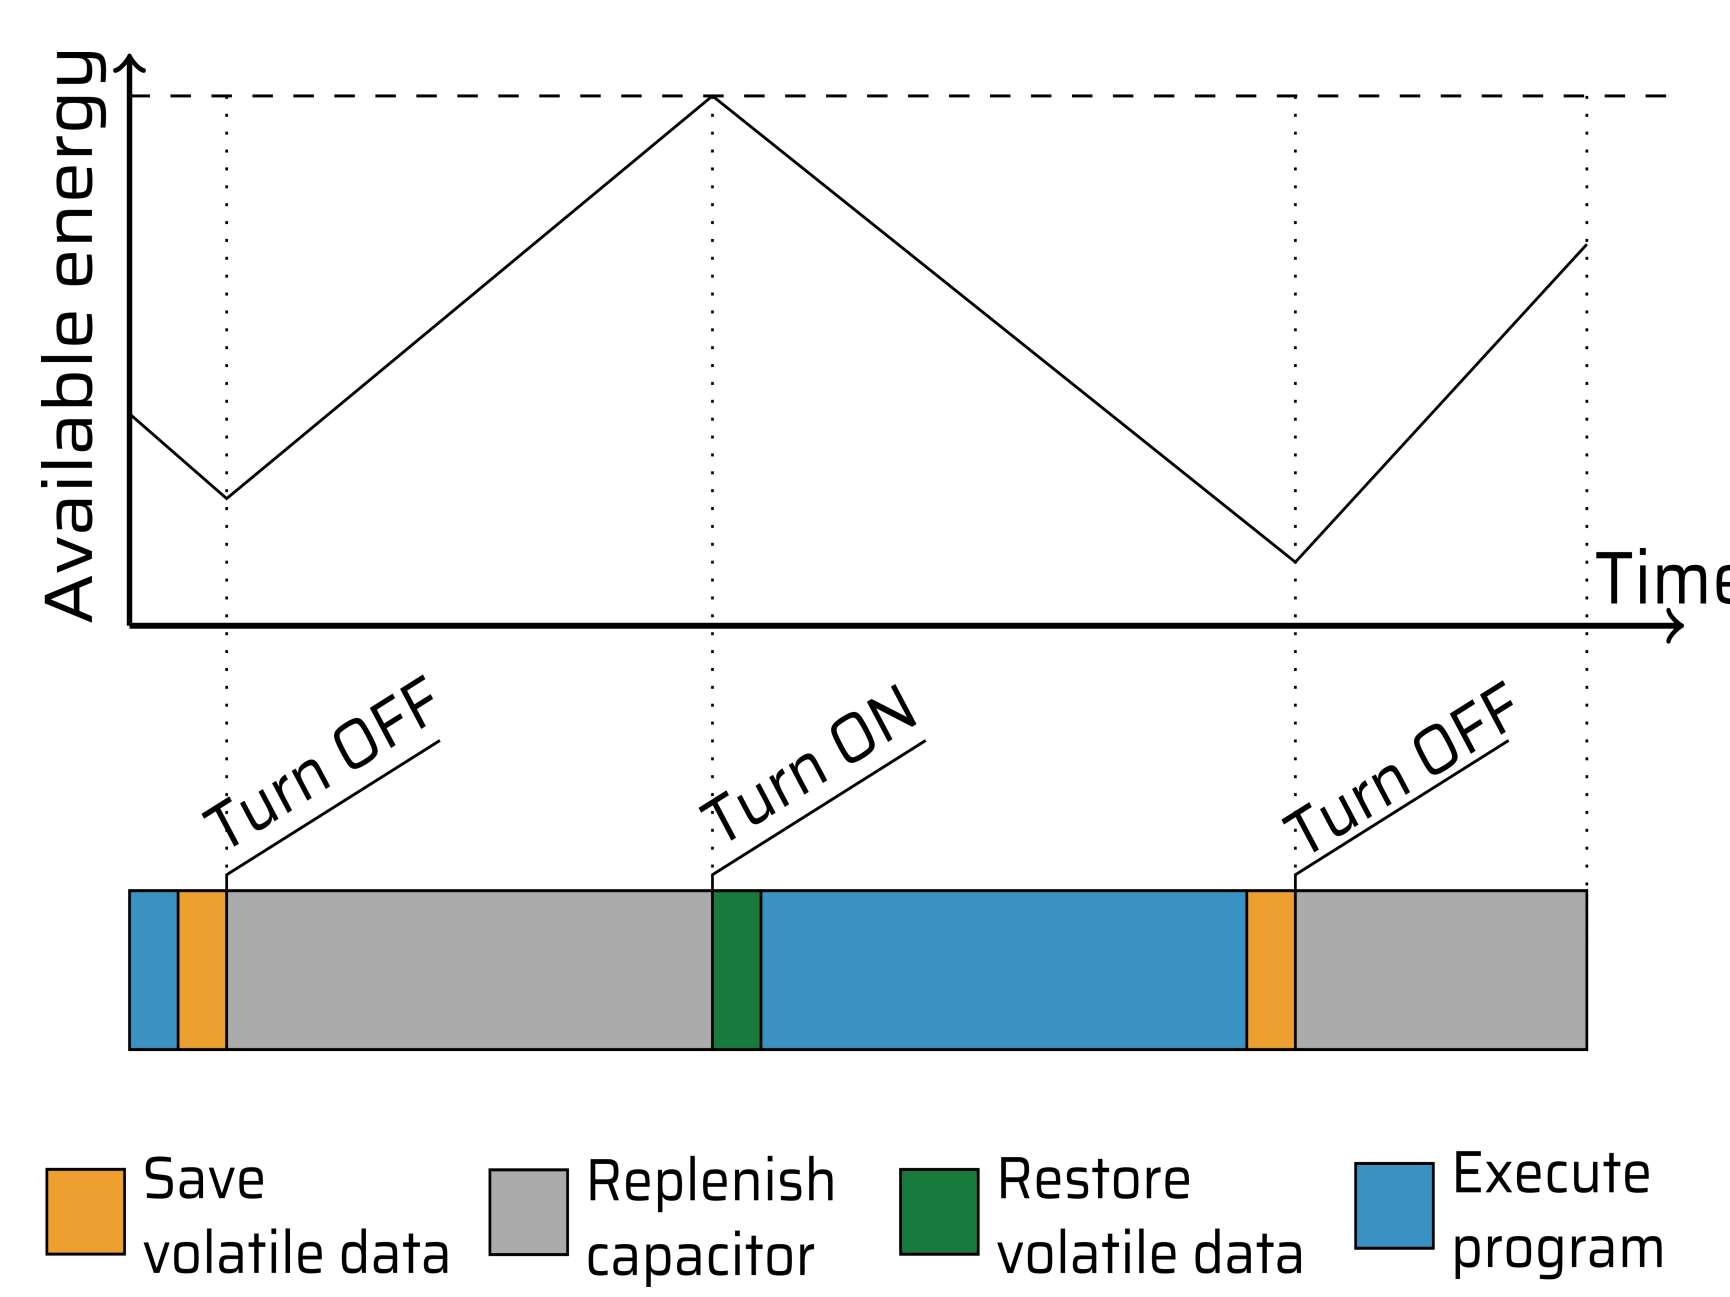 Available energy
Time
Turn OFF
Turn ON
Turn OFF
Save
volatile data
Replenish
capacitor
Restore
volatile data
Execute
program